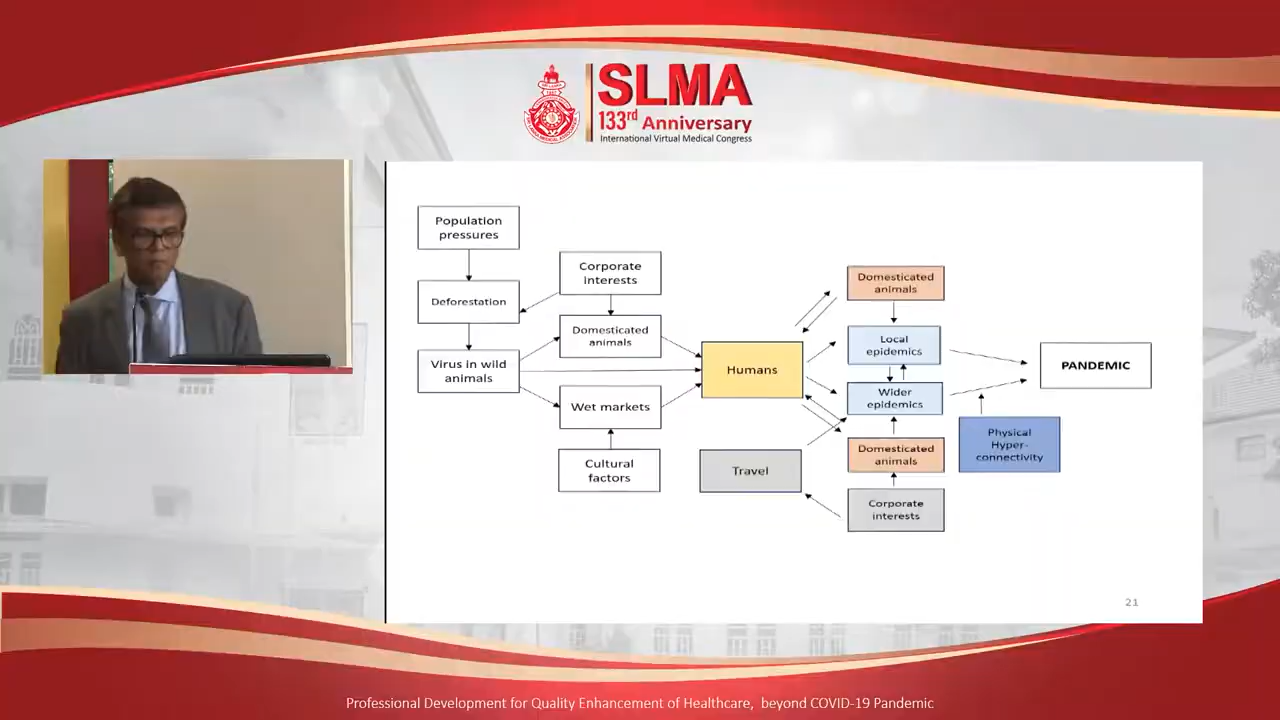 SLMA
133rd Anniversary
International Virtual Medical Congress
Population
pressures
Deforestation
Virus in wild
animals
Corporate
interests
Domesticated
animals
Wet markets
Cultural
factors
Humans
Travel
Domesticated
animals
Local
epidemics
Wider
epidemics
Domesticated
animals
Corporate
interests
Physical
Hyper-
connectivity
PANDEMIC
21
Professional Development for Quality Enhancement of Healthcare, beyond COVID-19 Pandemic